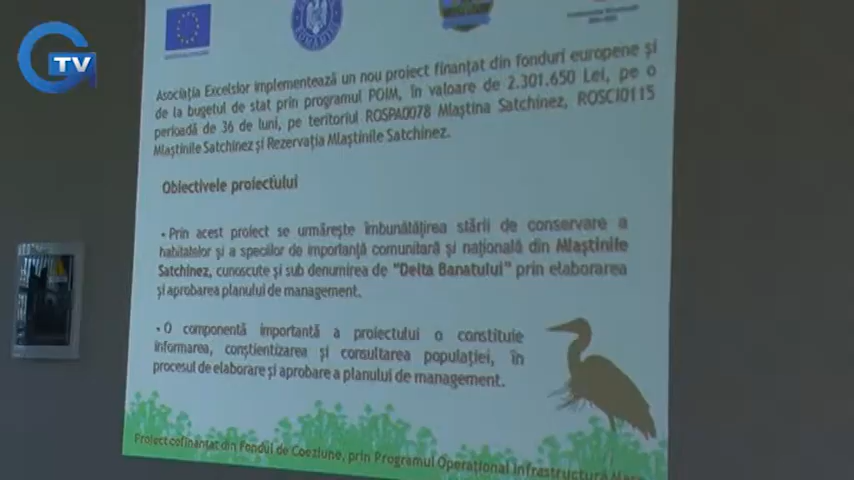 TV
Asociația Excelsior implementează un nou proiect finanțat din fonduri europene și
de la bugetul de stat prin programul POIM, în valoare de 2.301.650 Lei, pe o
perioadă de 36 de luni, pe teritoriul ROSPA0078 Mlaștina Satchinez, ROSCI0115
Mlaștinile Satchinez și Rezervația Mlaștinile Satchinez.
Obiectivele proiectului
• Prin acest proiect se urmărește îmbunătățirea stării de conservare a
habitatelor și a speciilor de importanță comunitară și națională din Mlaștinile
Satchinez, cunoscute și sub denumirea de "Delta Banatului" prin elaborarea
și aprobarea planului de management.
• O componentă importantă a proiectului o constituie
informarea, conștientizarea și consultarea populației, în
procesul de elaborare și aprobare a planului de management.
Proiect cofinanțat din Fondul de Coeziune, prin Programul Operațional Infrastructură Mare